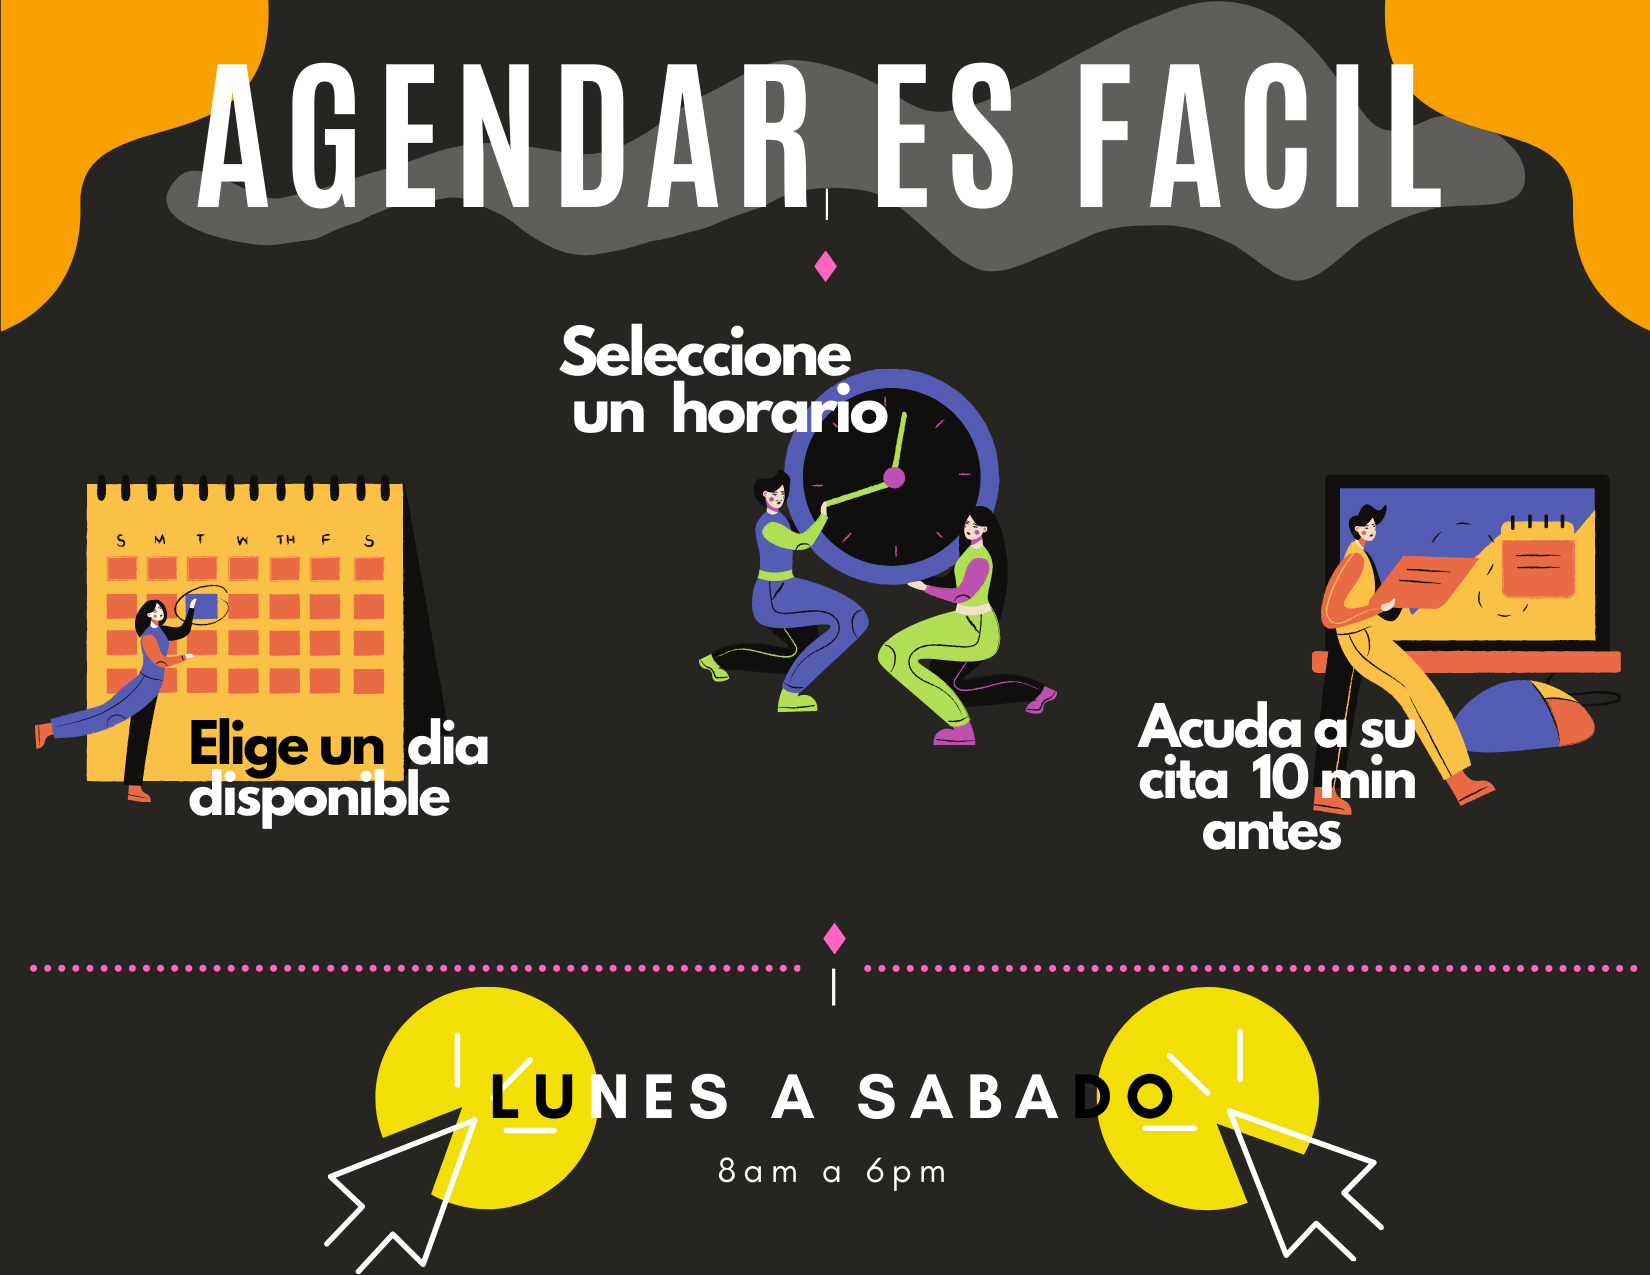 AGENDAR ES FACIL
Seleccione
un horario
S M T W TH F S
Elige un dia
disponible
Acuda a su
cita 10 min
antes
LUNES A SABADO
8am a 6pm